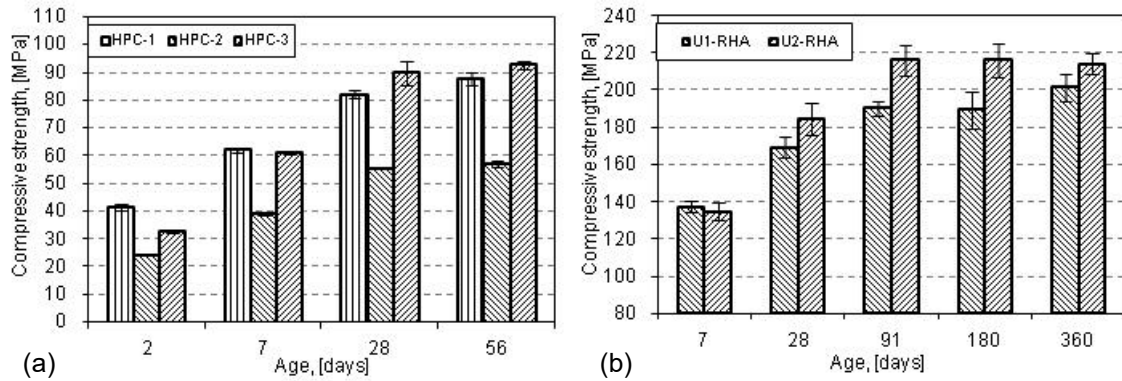 110
100
90
80
70
60
50
40
30
20
10
0
Compressive strength, [MPa]
HPC-1 HPC-2 HPC-3
2 7 28 56
Age, [days]
(a)
240
220
200
180
160
140
120
100
80
Compressive strength, [MPa]
U1-RHA U2-RHA
7 28 91 180 360
Age, [days]
(b)